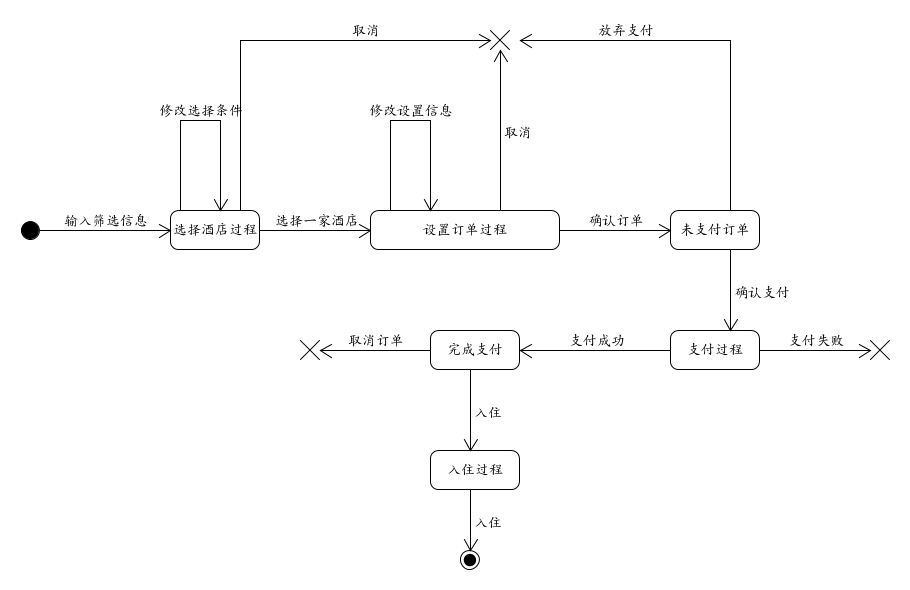 取消
放弃支付
修改选择条件
修改设置信息
取消
输入筛选信息
选择酒店过程
选择一家酒店
设置订单过程
确认订单
未支付订单
确认支付
取消订单
完成支付
支付成功
支付过程
支付失败
入住
入住过程
入住